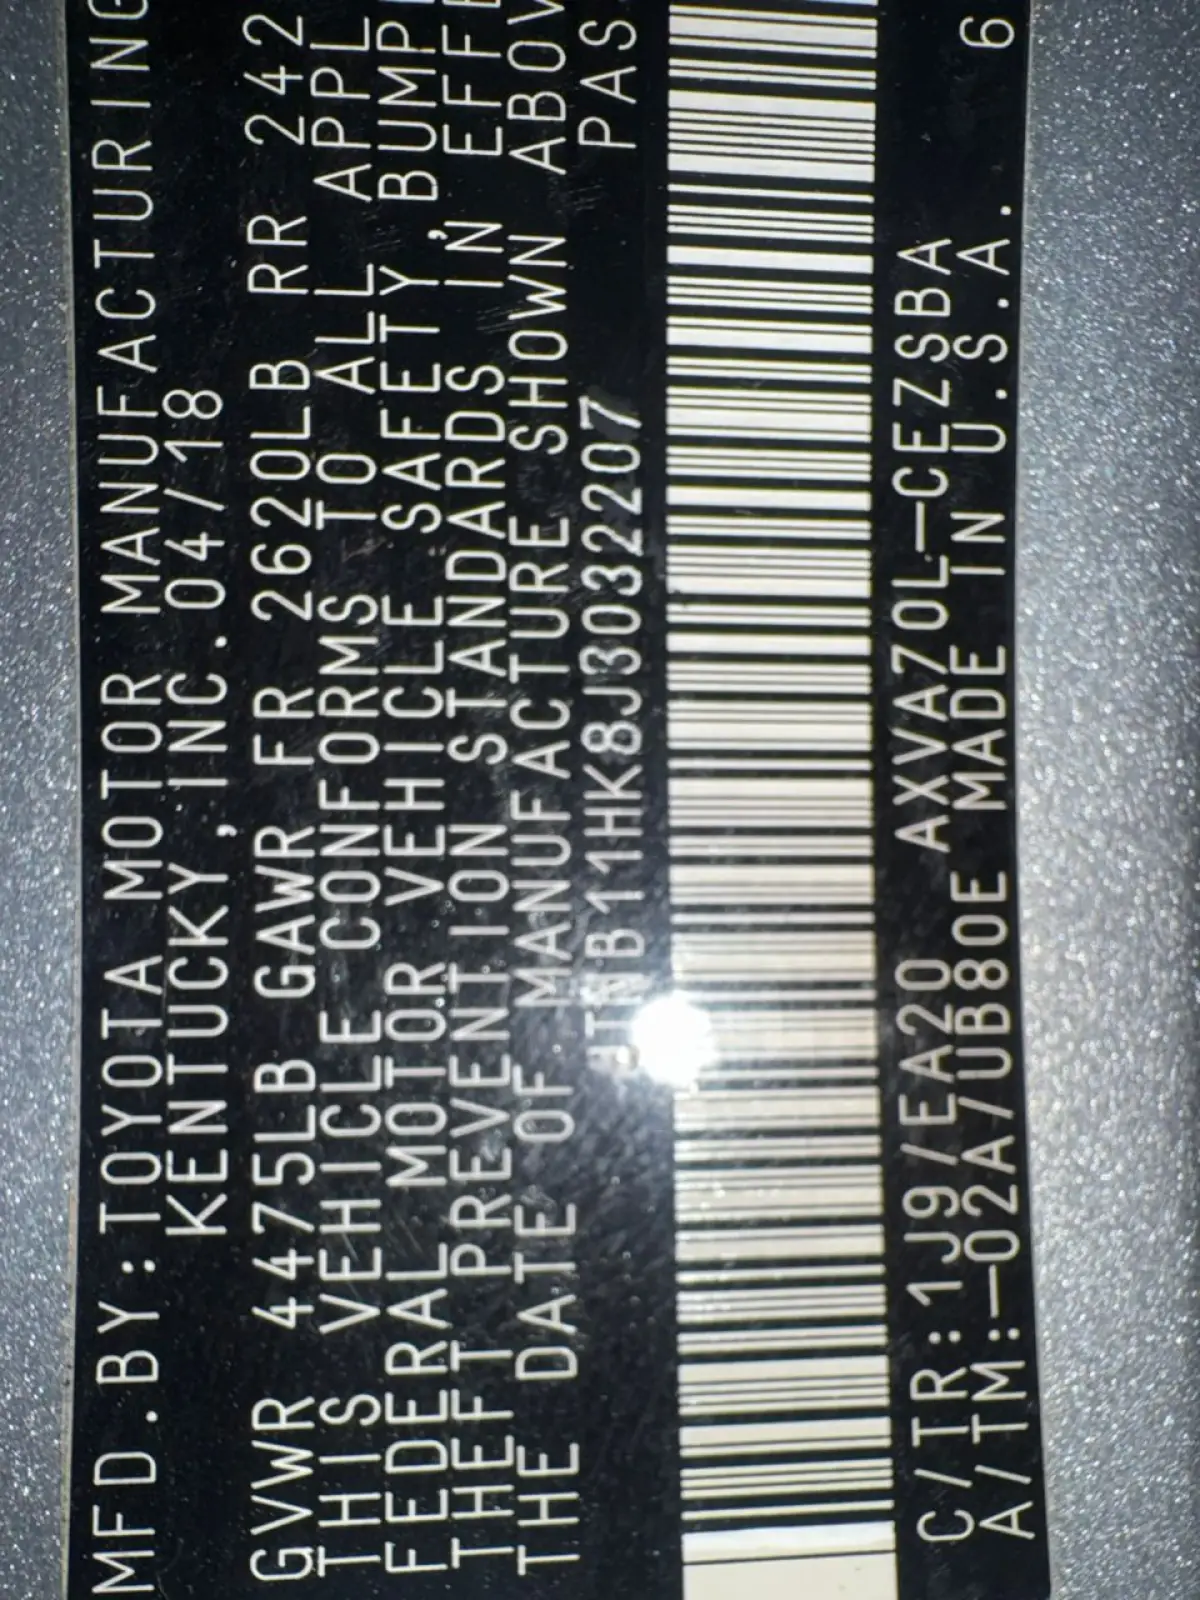 MFD.BY:TOYOTA MOTOR MANUFACTURING
KENTUCKY,INC.04/18
GVWR 4475LB GAWR FR 2620LB RR 242
THIS VEHICLE CONFORMS TO ALL APPL
FEDERAL MOTOR VEHICLE SAFETY,BUMP
THEFT PREVENTION STANDARDS IN EFFE
THE DATE OF MANUFACTURE SHOWN ABOV
JTNB11HK8J3032207 PAS
C/TR:1J9/EA20 AXVA70L-CEZSBA
A/TM:-02A/UB80E MADE IN U.S.A. 6